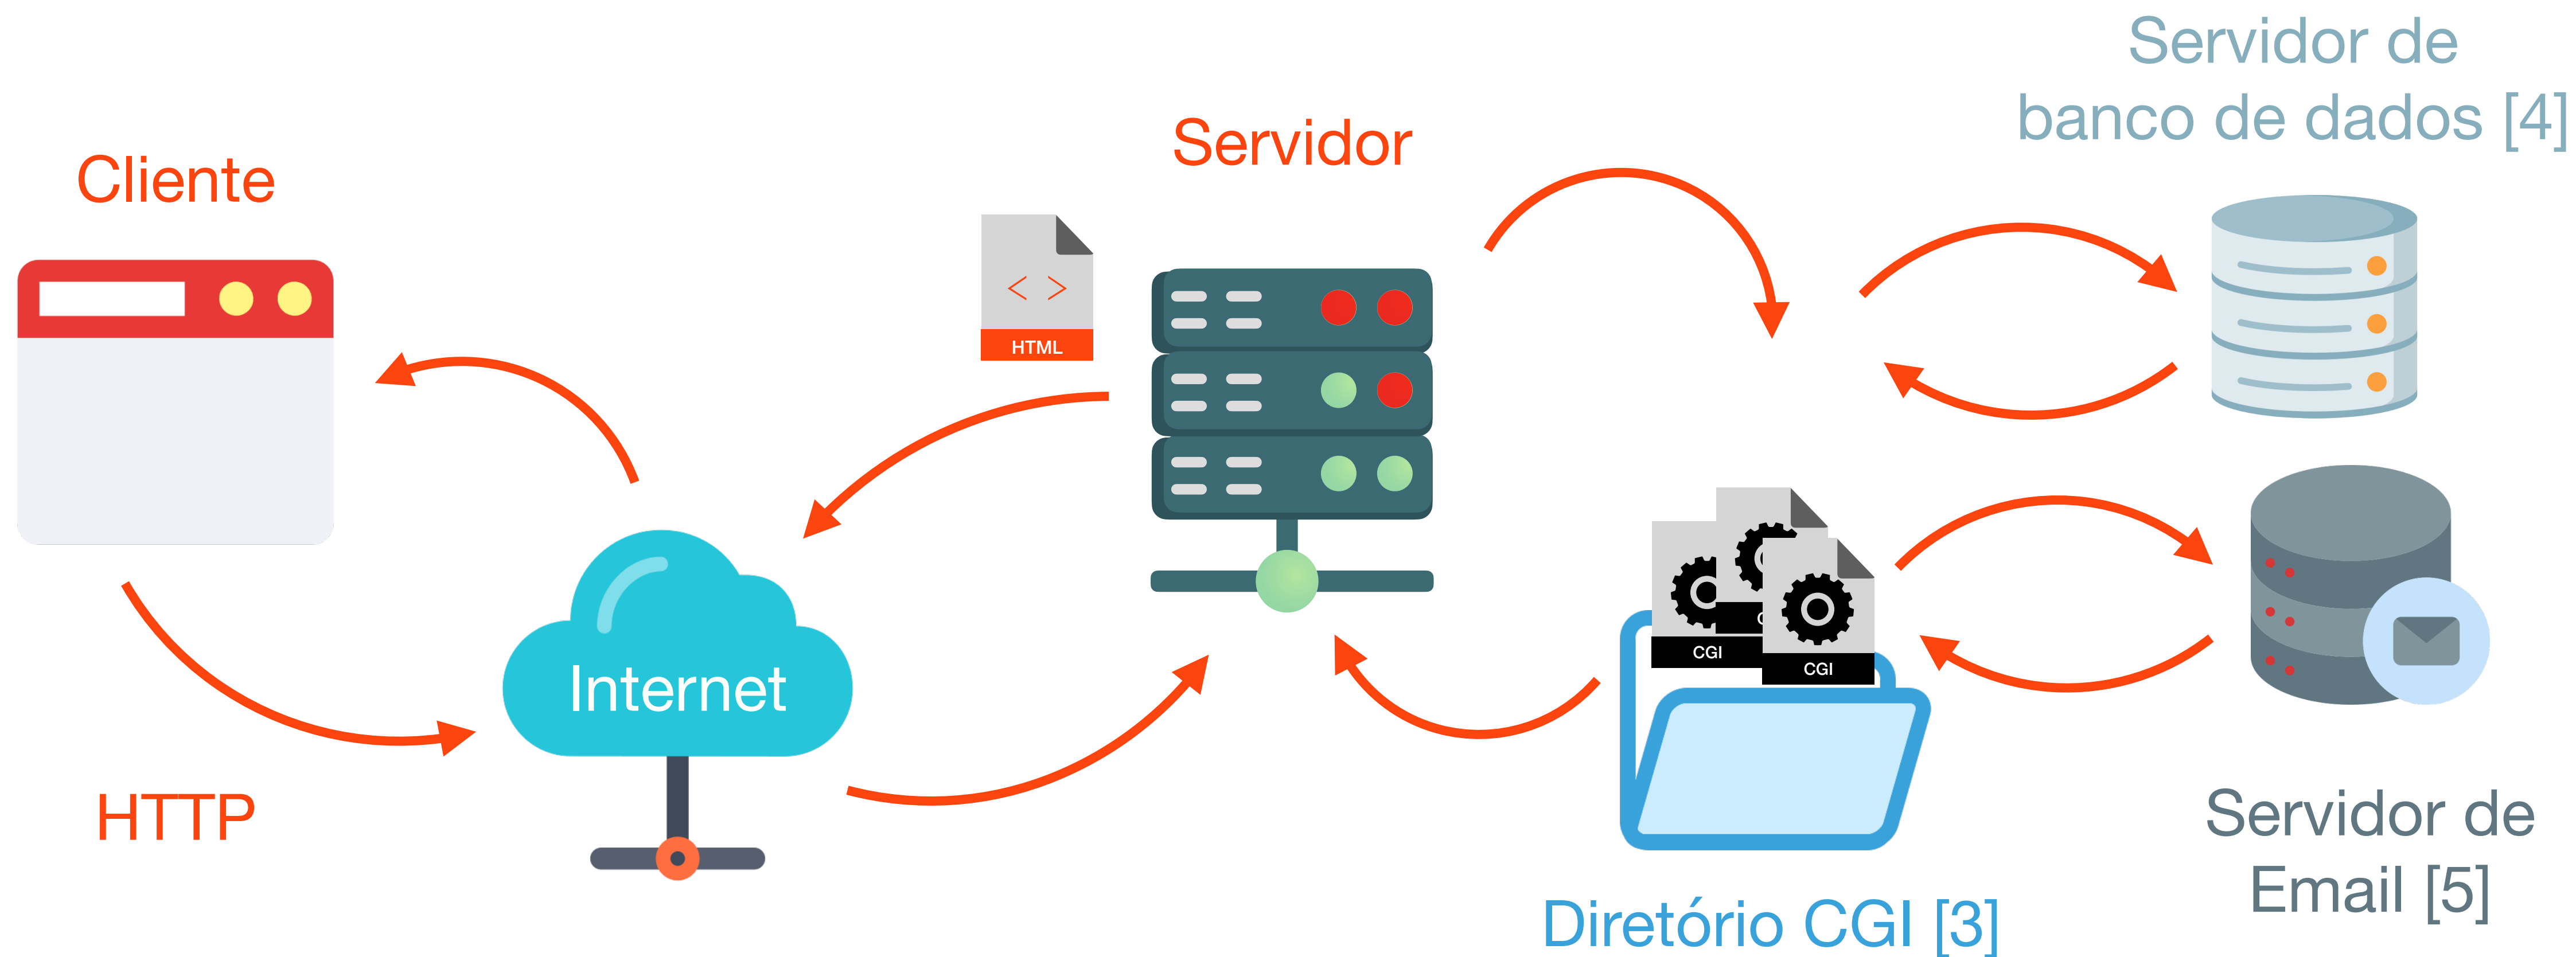 Servidor de
banco de dados [4]
Servidor
Cliente
< >
HTML
Internet
HTTP
CGI
C
CGI
Servidor de
Email [5]
Diretório CGI [3]